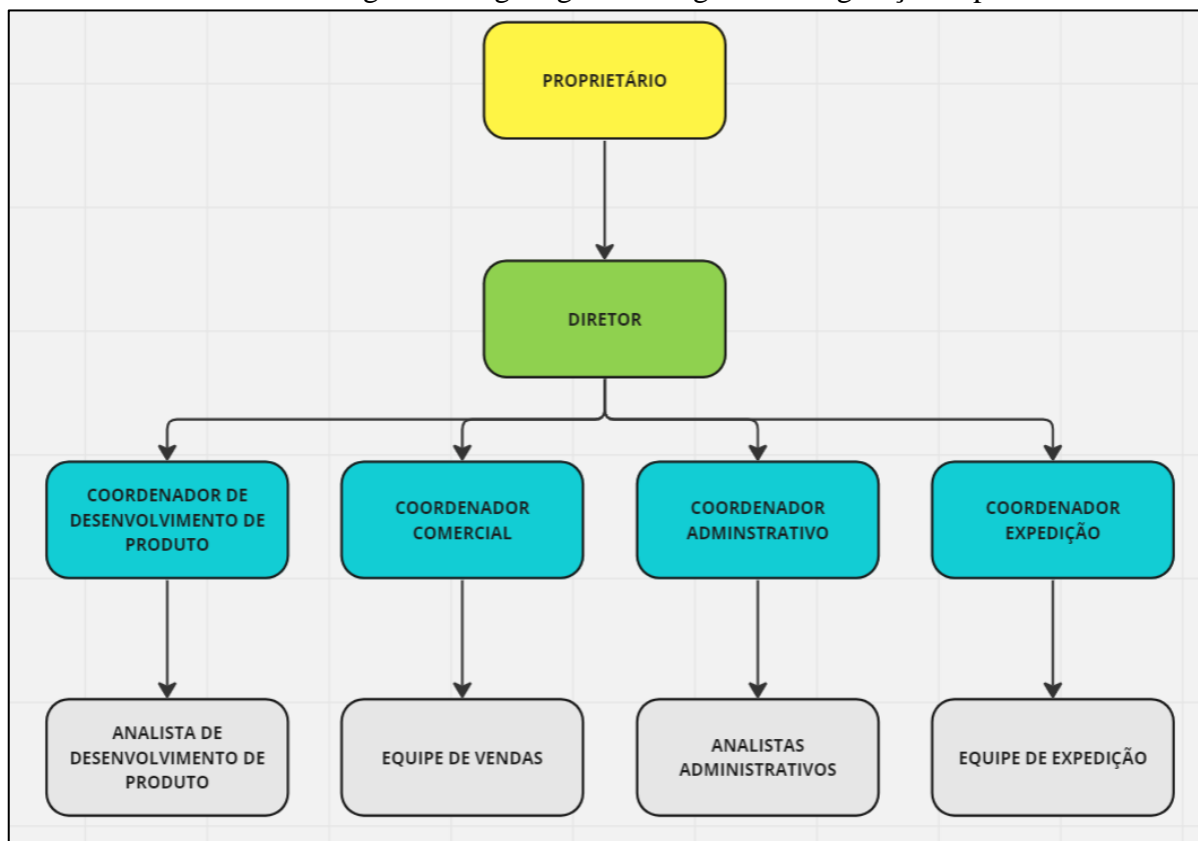 PROPRIETÁRIO
DIRETOR
COORDENADOR DE
DESENVOLVIMENTO DE
PRODUTO
COORDENADOR
COMERCIAL
COORDENADOR
ADMINSTRATIVO
COORDENADOR
EXPEDIÇÃO
ANALISTA DE
DESENVOLVIMENTO DE
PRODUTO
EQUIPE DE VENDAS
ANALISTAS
ADMINISTRATIVOS
EQUIPE DE EXPEDIÇÃO